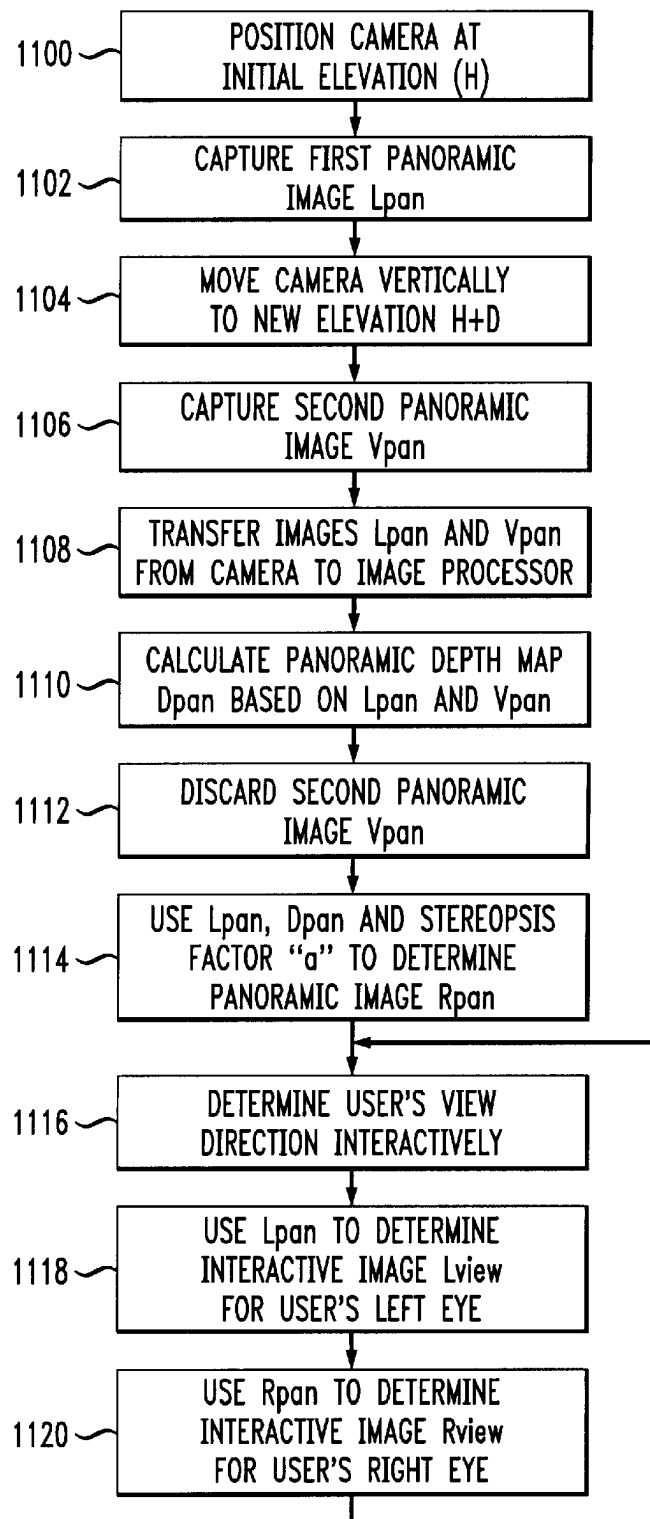 1100
POSITION CAMERA AT
INITIAL ELEVATION (H)
1102
CAPTURE FIRST PANORAMIC
IMAGE Lpan
1104
MOVE CAMERA VERTICALLY
TO NEW ELEVATION H+D
1106
CAPTURE SECOND PANORAMIC
IMAGE Vpan
1108
TRANSFER IMAGES Lpan AND Vpan
FROM CAMERA TO IMAGE PROCESSOR
1110
CALCULATE PANORAMIC DEPTH MAP
Dpan BASED ON Lpan AND Vpan
1112
DISCARD SECOND PANORAMIC
IMAGE Vpan
1114
USE Lpan, Dpan AND STEREOPSIS
FACTOR “a” TO DETERMINE
PANORAMIC IMAGE Rpan
1116
DETERMINE USER'S VIEW
DIRECTION INTERACTIVELY
1118
USE Lpan TO DETERMINE
INTERACTIVE IMAGE Lview
FOR USER'S LEFT EYE
1120
USE Rpan TO DETERMINE
INTERACTIVE IMAGE Rview
FOR USER'S RIGHT EYE